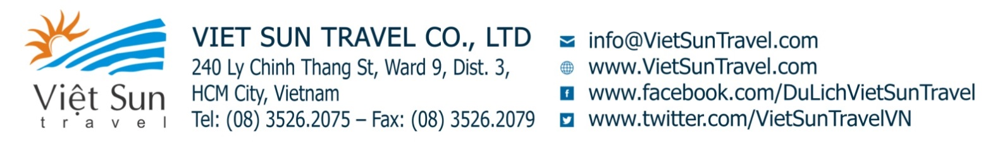 Việt Sun
travel
VIET SUN TRAVEL CO., LTD
240 Ly Chinh Thang St, Ward 9, Dist. 3,
HCM City, Vietnam
Tel: (08) 3526.2075 – Fax: (08) 3526.2079
info@VietSunTravel.com
www.VietSunTravel.com
www.facebook.com/DuLichVietSunTravel
www.twitter.com/VietSunTravelVN